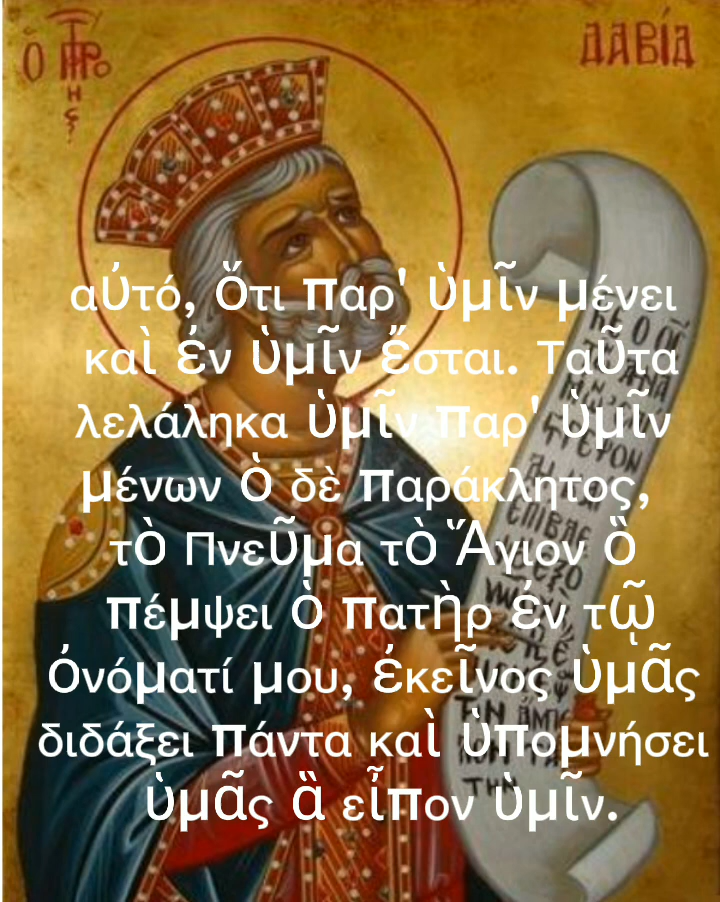 ΔΑΒΊΔ
αὐτό, ὅτι παρ' ὑμῖν μένει
καὶ ἐν ὑμῖν ἔσται. Ταῦτα
λελάληκα ὑμῖν παρ' ὑμῖν
μένων ὁ δὲ παράκλητος,
τὸ Πνεῦμα τὸ Ἅγιον ὃ
πέμψει ὁ πατὴρ ἐν τῷ
ὀνόματί μου, ἐκεῖνος ὑμᾶς
διδάξει πάντα καὶ ὑπομνήσει
ὑμᾶς ἃ εἶπον ὑμῖν.